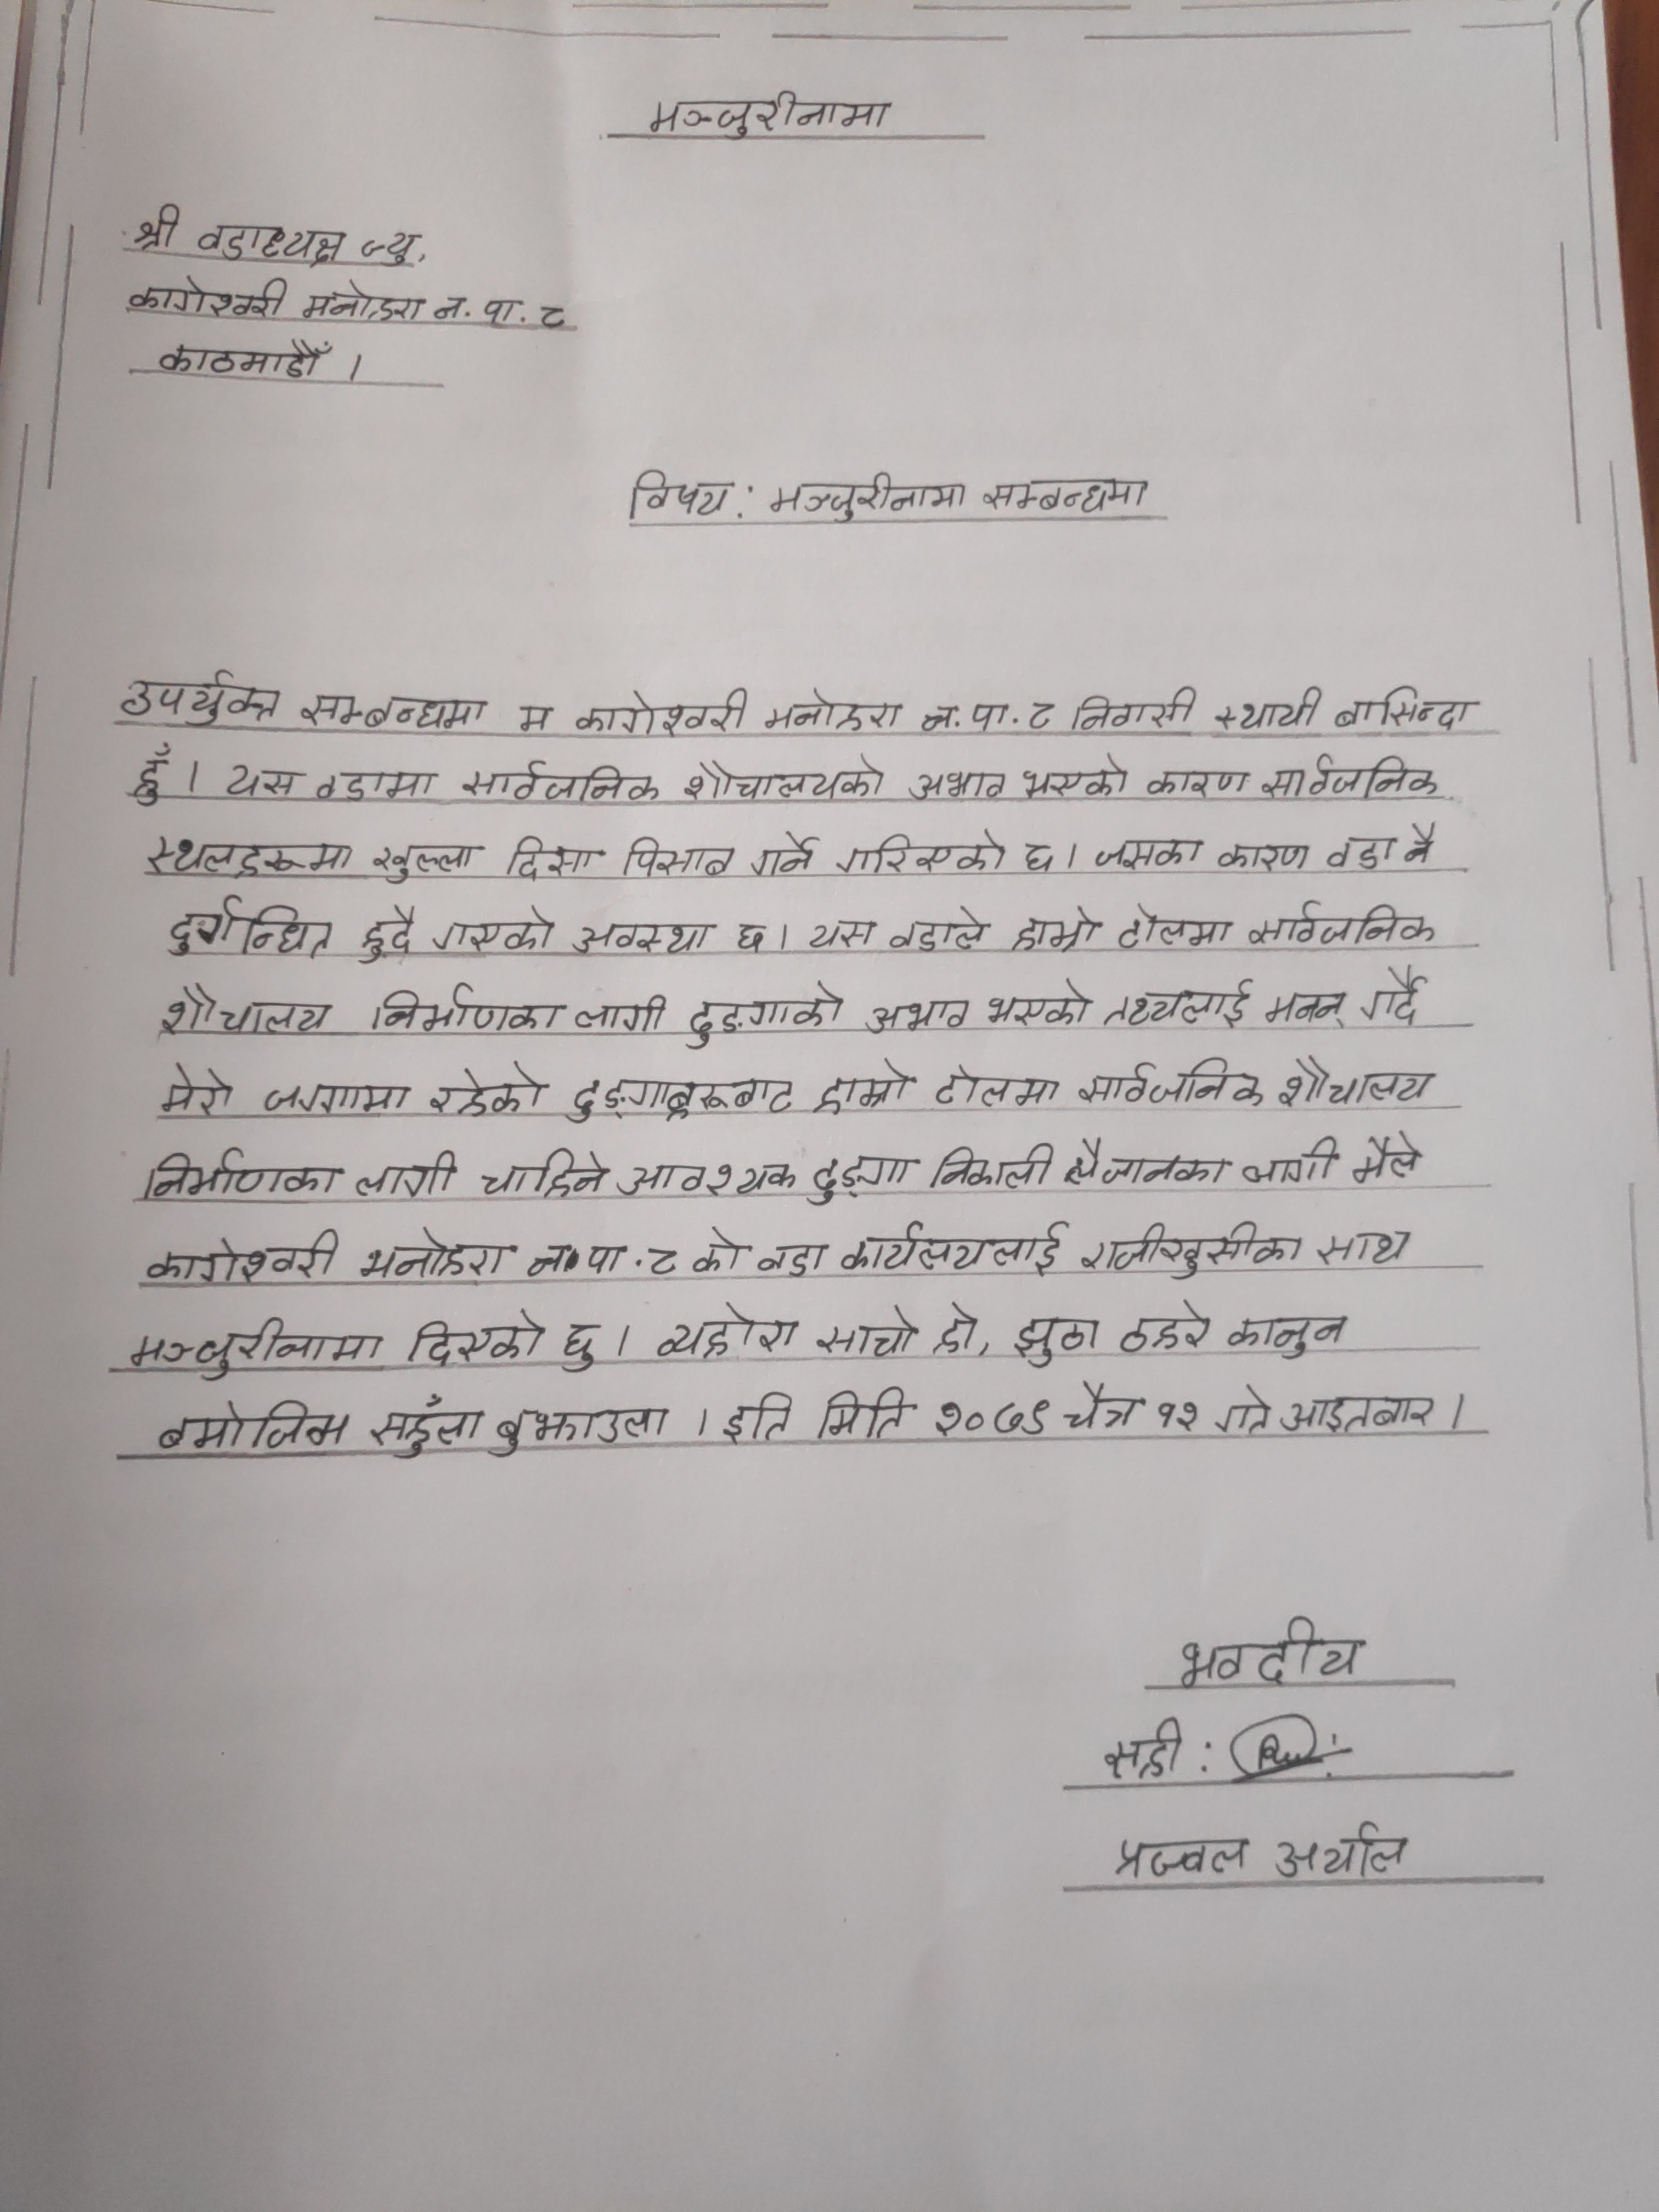 मञ्जुरीनामा
श्री वडाध्यक्ष ज्यु,
कागेश्वरी मनोहरा न. पा. ८
काठमाडौँ ।
विषय: मञ्जुरीनामा सम्बन्धमा
उपर्युक्त सम्बन्धमा म कागेश्वरी मनोहरा न. पा. ८ निवासी स्थायी बासिन्दा
हुँ । यस वडामा सार्वजनिक शौचालयको अभाव भएको कारण सार्वजनिक
स्थलहरूमा खुल्ला दिसा पिसाब गर्ने गरिएको छ । जसका कारण वडा नै
दुर्गन्धित हुदै गएको अवस्था छ । यस वडाले हाम्रो टोलमा सार्वजनिक
शौचालय निर्माणका लागी ढुङ्गाको अभाव भएको तथ्यलाई मनन् गर्दै
मेरो जग्गामा रहेको ढुङ्गाहरूबाट हाम्रो टोलमा सार्वजनिक शौचालय
निर्माणका लागी चाहिने आवश्यक ढुङ्गा निकाली लैजानका लागी मैले
कागेश्वरी मनोहरा न. पा. ८ को वडा कार्यलयलाई राजीखुसीका साथ
मञ्जुरीनामा दिएको छु । व्यहोरा साचो हो, झुठा ठहरे कानुन
बमोजिम सहुँला बुझाउला । इति मिति २०७९ चैत्र १२ गते आइतबार ।
भवदीय
सही :
प्रज्वल अर्याल